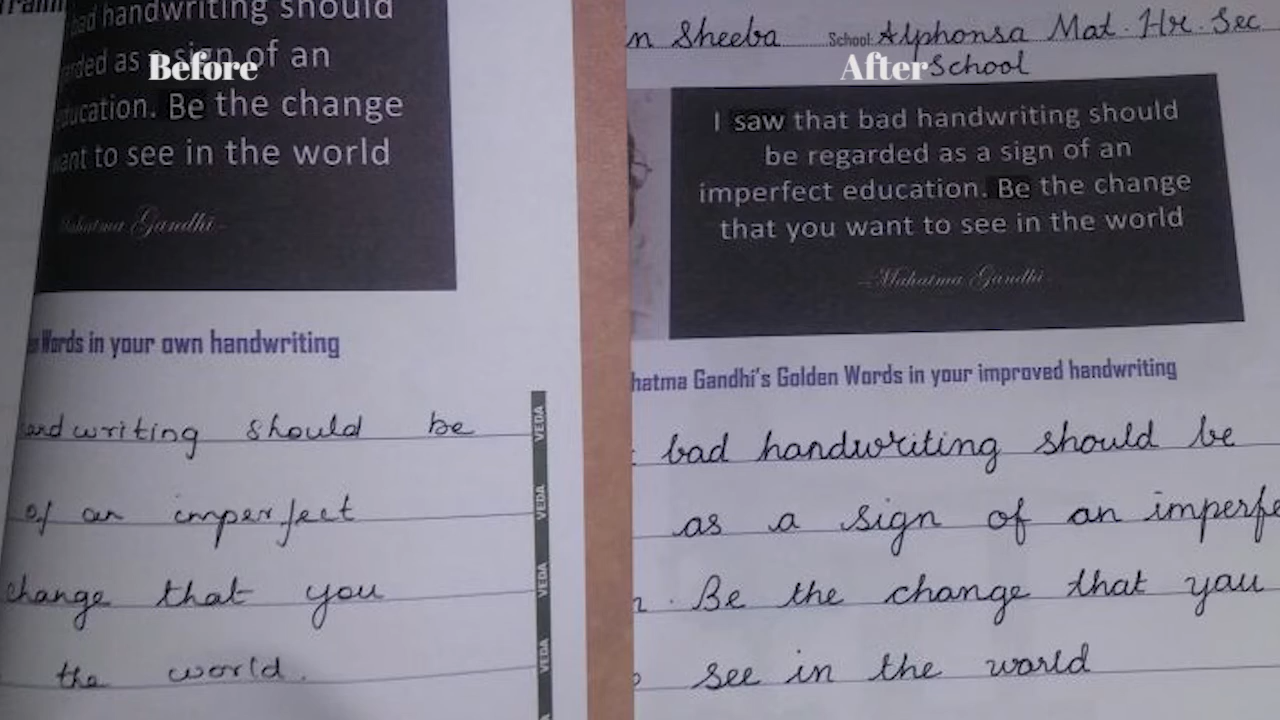 Before
bad handwriting should
as a sign of an
education. Be the change
want to see in the world
Mahatma Gandhi -
Words in your own handwriting
handwriting should be
of an imperfect
change that you
the world.
VEDA
VEDA
VEDA
VEDA
VEDA
After
Sheeba School: Alphonsa Mat. Hr. Sec
School
I saw that bad handwriting should
be regarded as a sign of an
imperfect education. Be the change
that you want to see in the world
- Mahatma Gandhi -
hatma Gandhi's Golden Words in your improved handwriting
bad handwriting should be
as a sign of an imperfe
Be the change that you
see in the world